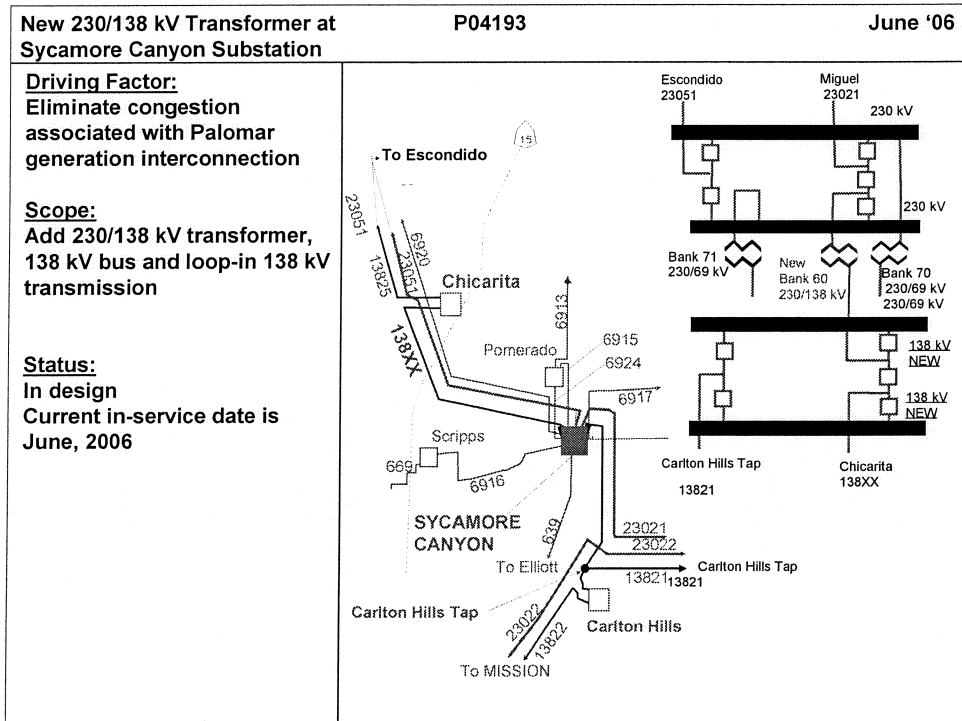 New 230/138 kV Transformer at
Sycamore Canyon Substation
P04193
June ‘06
Driving Factor:
Eliminate congestion
associated with Palomar
generation interconnection
Scope:
Add 230/138 kV transformer,
138 kV bus and loop-in 138 kV
transmission
Status:
In design
Current in-service date is
June, 2006
15
To Escondido
23051
13825
23051
6920
Chicarita
138XX
6913
Pomerado
6915
6924
6917
Scripps
669
6916
SYCAMORE
CANYON
639
To Elliott
23021
23022
13821
13821
Carlton Hills Tap
Carlton Hills Tap
Carlton Hills
23022
13822
To MISSION
Escondido
23051
Miguel
23021
230 kV
230 kV
Bank 71
230/69 kV
New
Bank 60
230/138 kV
Bank 70
230/69 kV
230/69 kV
138 kV
NEW
138 kV
NEW
Carlton Hills Tap
13821
Chicarita
138XX